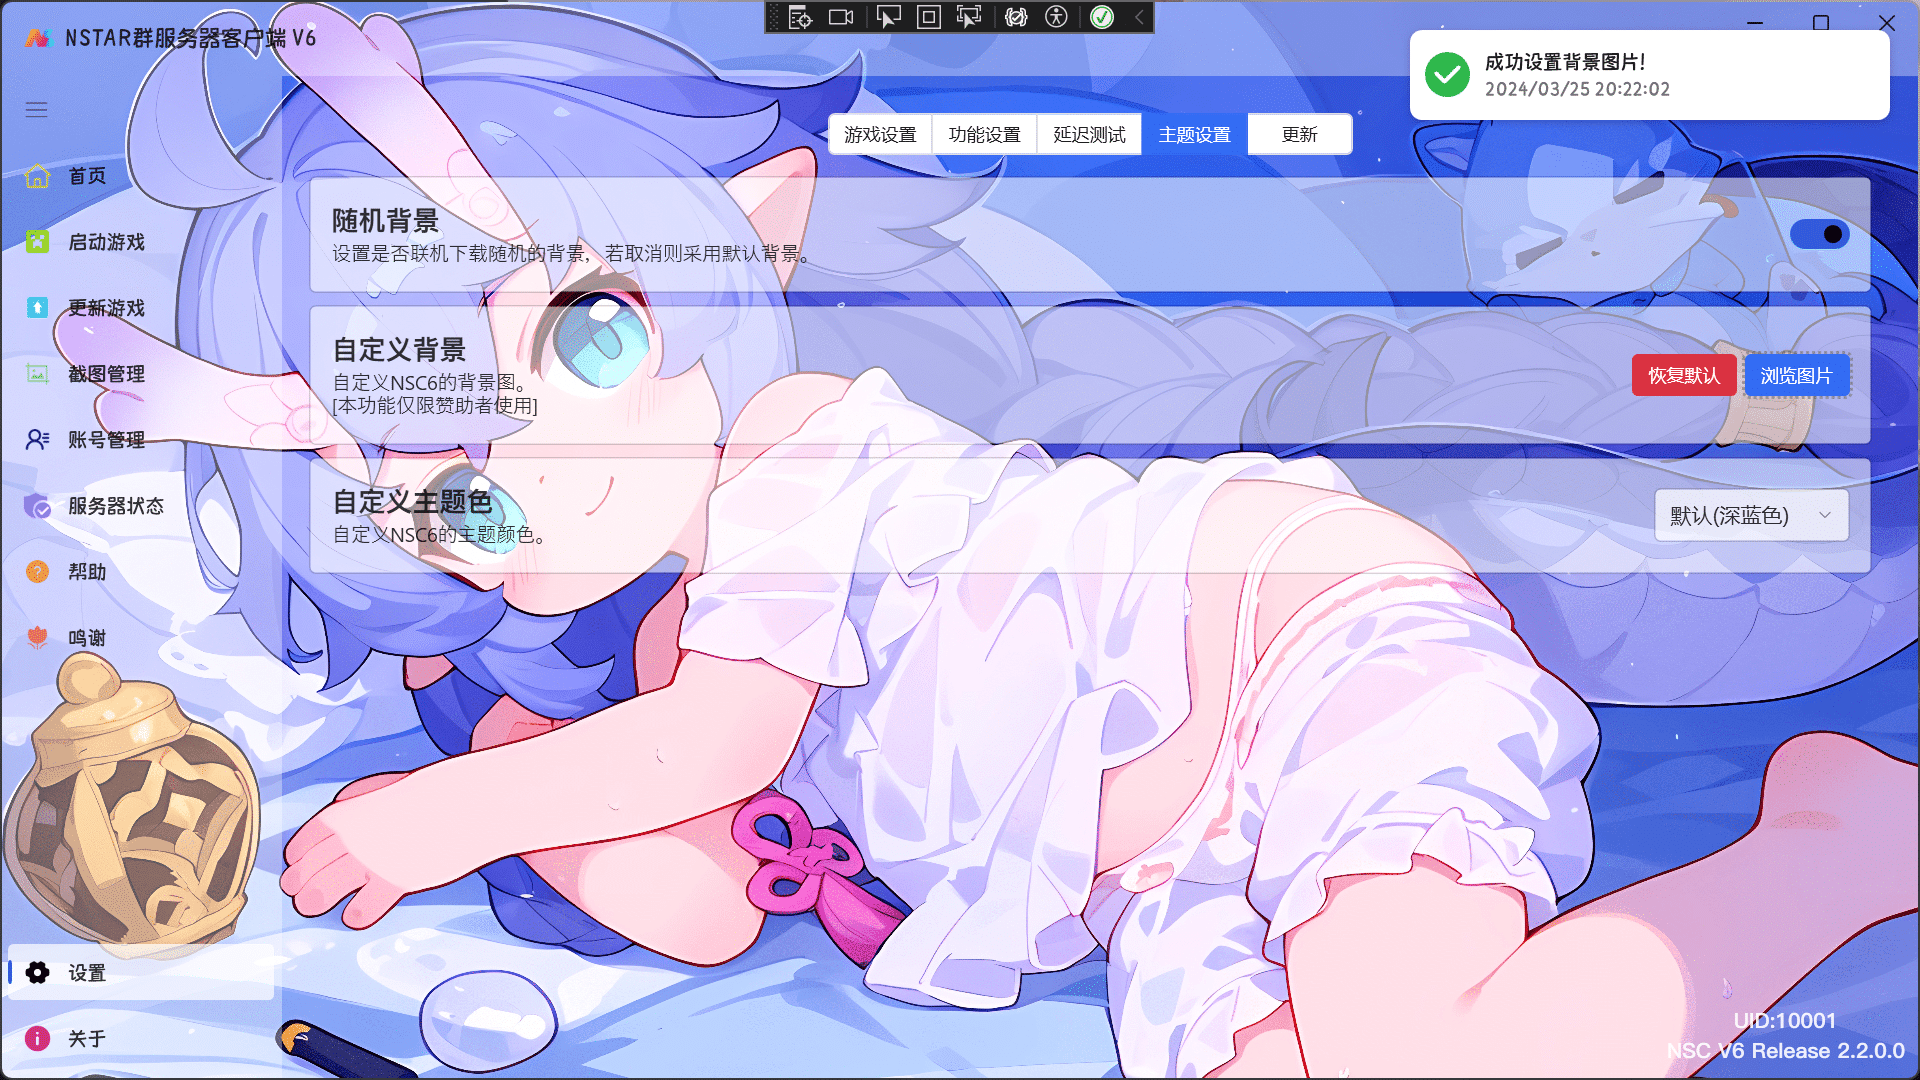 NSTAR群服务器客户端 V6
成功设置背景图片!
2024/03/25 20:22:02
游戏设置
功能设置
延迟测试
主题设置
更新
首页
启动游戏
更新游戏
截图管理
账号管理
服务器状态
帮助
鸣谢
设置
关于
随机背景
设置是否联机下载随机的背景，若取消则采用默认背景。
自定义背景
自定义NSC6的背景图。
[本功能仅限赞助者使用]
恢复默认
浏览图片
自定义主题色
自定义NSC6的主题颜色。
默认(深蓝色)
UID:10001
NSC V6 Release 2.2.0.0